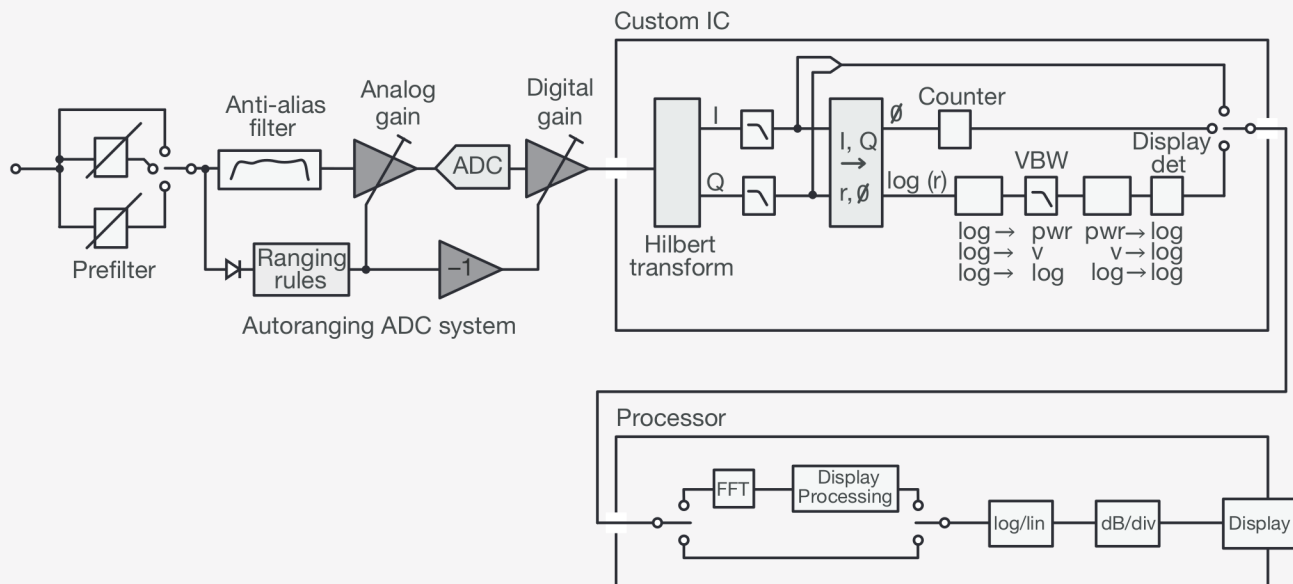 Custom IC
Anti-alias
filter
Analog
gain
Digital
gain
ADC
Prefilter
Ranging
rules
−1
Autoranging ADC system
I
Q
Hilbert
transform
I, Q
→
r, Ø
Ø
log (r)
Counter
VBW
Display
det
log→ pwr
log→ v
log→ log
pwr→ log
v→ log
log→ log
Processor
FFT
Display
Processing
log/lin
dB/div
Display